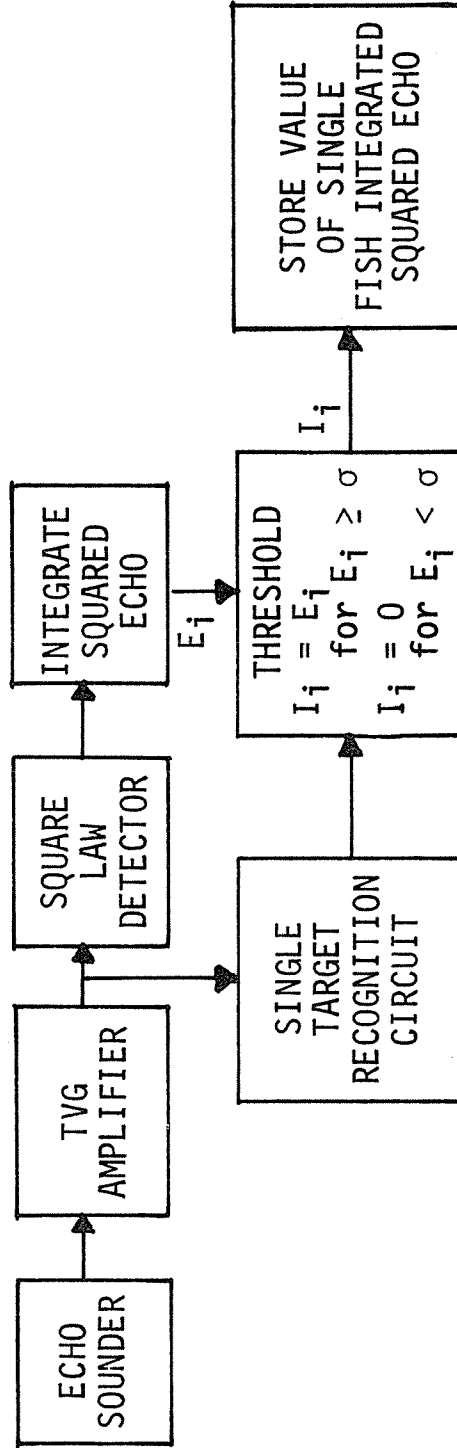 ECHO
SOUNDER
TVG
AMPLIFIER
SQUARE
LAW
DETECTOR
INTEGRATE
SQUARED
ECHO
E_i
SINGLE
TARGET
RECOGNITION
CIRCUIT
THRESHOLD
I_i = E_i
for E_i ≥ σ
I_i = 0
for E_i < σ
I_i
STORE VALUE
OF SINGLE
FISH INTEGRATED
SQUARED ECHO